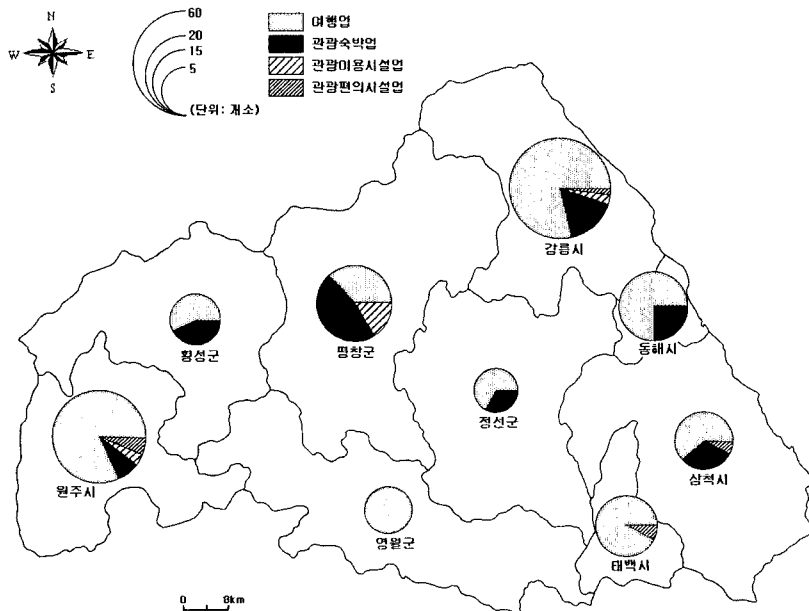 N
W E
S
60
20
15
5
(단위: 개소)
여행업
관광숙박업
관광이용시설업
관광편의시설업
강릉시
동해시
횡성군
평창군
정선군
삼척시
원주시
영월군
태백시
0 8km